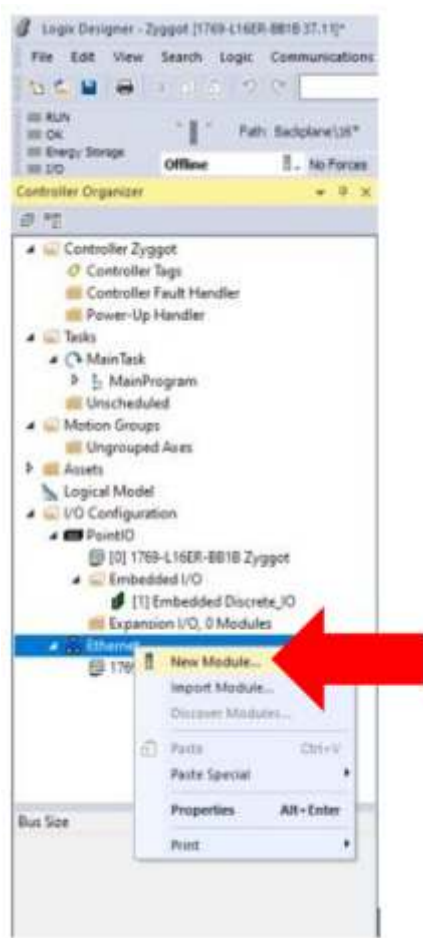 Logix Designer - Zyggot [1769-L16ER-BB1B 37.11]*
File Edit View Search Logic Communications
RUN
OK
Energy Storage
I/O
Path: Backplane\16*
Offline
No Forces
Controller Organizer
Controller Zyggot
Controller Tags
Controller Fault Handler
Power-Up Handler
Tasks
MainTask
MainProgram
Unscheduled
Motion Groups
Ungrouped Axes
Assets
Logical Model
I/O Configuration
PointIO
[0] 1769-L16ER-BB1B Zyggot
Embedded I/O
[1] Embedded Discrete_IO
Expansion I/O, 0 Modules
Ethernet
176
New Module...
Import Module...
Discover Modules...
Paste Ctrl+V
Paste Special
Properties Alt+Enter
Print
Bus Size